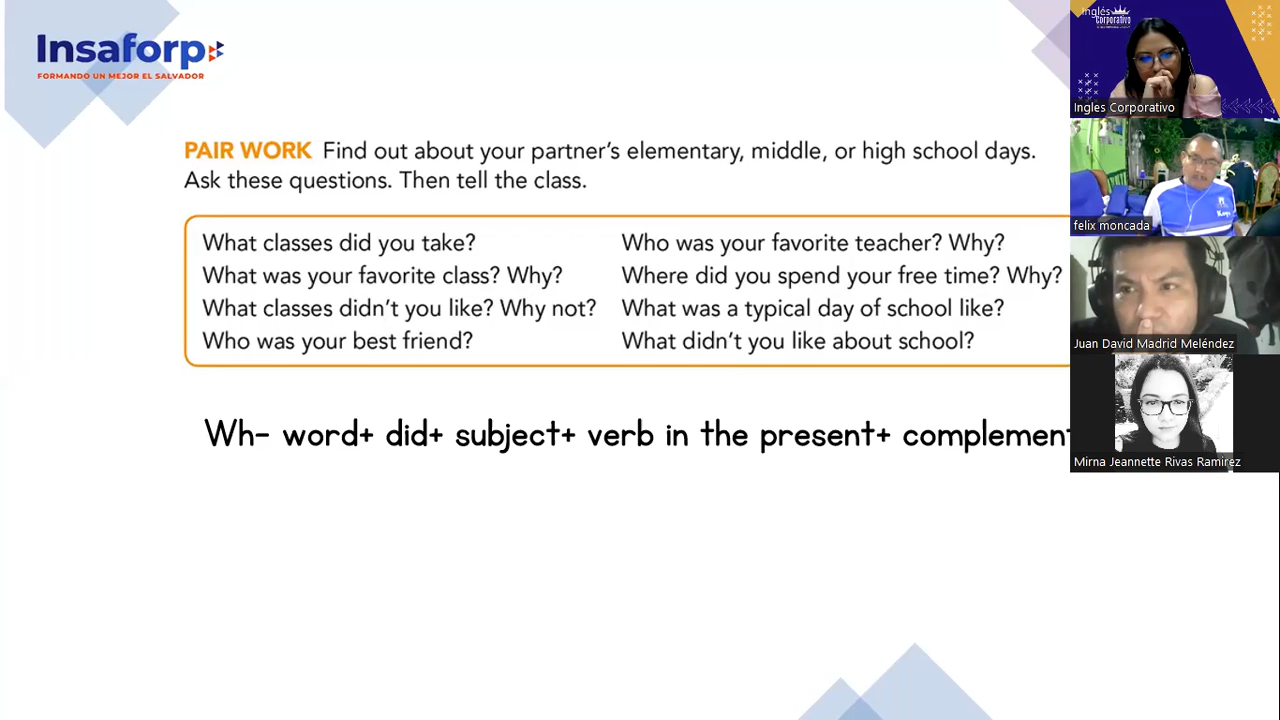 Insaforp
FORMANDO UN MEJOR EL SALVADOR
PAIR WORK Find out about your partner's elementary, middle, or high school days.
Ask these questions. Then tell the class.
What classes did you take?
What was your favorite class? Why?
What classes didn't you like? Why not?
Who was your best friend?
Who was your favorite teacher? Why?
Where did you spend your free time? Why?
What was a typical day of school like?
What didn't you like about school?
Wh- word+ did+ subject+ verb in the present+ complement
Inglés
Corporativo
Ingles Corporativo
felix moncada
Juan David Madrid Meléndez
Mirna Jeannette Rivas Ramirez